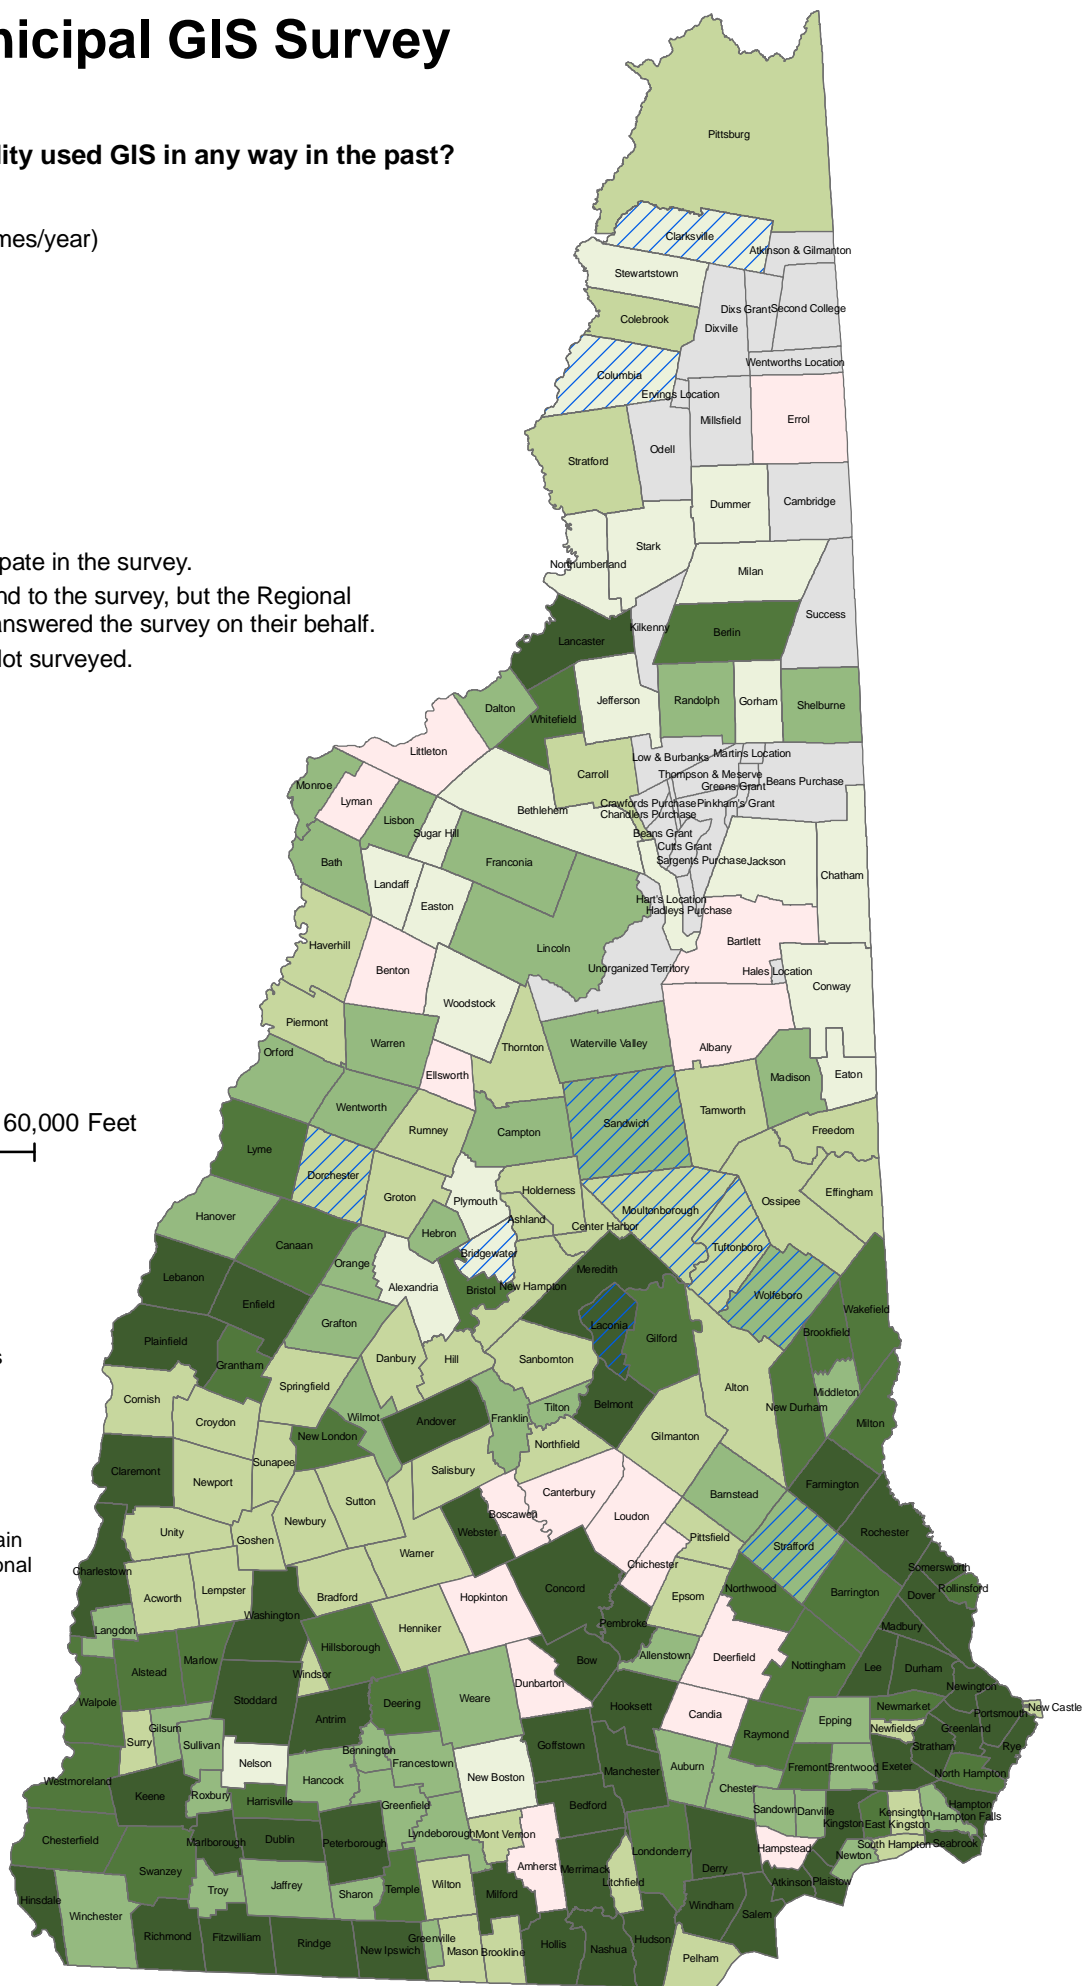 nicipal GIS Survey
lity used GIS in any way in the past?
mes/year)
pate in the survey.
nd to the survey, but the Regional
answered the survey on their behalf.
Not surveyed.
60,000 Feet
s
ain
onal
Pittsburg
Clarksville
Atkinson & Gilmanton
Stewartstown
Dixs Grant
Second College
Colebrook
Dixville
Wentworths Location
Columbia
Ervings Location
Millsfield
Errol
Odell
Stratford
Dummer
Cambridge
Stark
Northumberland
Milan
Success
Kilkenny
Berlin
Lancaster
Jefferson
Randolph
Gorham
Shelburne
Dalton
Whitefield
Littleton
Carroll
Low & Burbanks
Martins Location
Thompson & Meserve
Beans Purchase
Greens Grant
Monroe
Lyman
Crawfords Purchase
Pinkham's Grant
Chandlers Purchase
Bethlehem
Lisbon
Sugar Hill
Beans Grant
Cutts Grant
Sargents Purchase
Jackson
Bath
Franconia
Chatham
Landaff
Easton
Hart's Location
Hadleys Purchase
Haverhill
Lincoln
Bartlett
Benton
Unorganized Territory
Hales Location
Conway
Woodstock
Piermont
Warren
Thornton
Waterville Valley
Albany
Orford
Ellsworth
Madison
Eaton
Wentworth
Rumney
Campton
Sandwich
Tamworth
Freedom
Lyme
Dorchester
Groton
Plymouth
Holderness
Moultonborough
Ossipee
Effingham
Hanover
Hebron
Ashland
Center Harbor
Canaan
Orange
Bridgewater
Tuftonboro
Lebanon
Alexandria
Bristol
New Hampton
Meredith
Wolfeboro
Enfield
Wakefield
Grafton
Laconia
Gilford
Brookfield
Plainfield
Grantham
Danbury
Hill
Sanbornton
Springfield
Alton
Middleton
Cornish
Croydon
Wilmot
Andover
Franklin
Tilton
Belmont
New Durham
Milton
New London
Gilmanton
Northfield
Claremont
Newport
Sunapee
Salisbury
Farmington
Sutton
Canterbury
Barnstead
Newbury
Boscawen
Loudon
Unity
Goshen
Webster
Pittsfield
Strafford
Rochester
Warner
Chichester
Charlestown
Acworth
Lempster
Bradford
Hopkinton
Concord
Epsom
Northwood
Barrington
Somersworth
Rollinsford
Dover
Washington
Langdon
Henniker
Pembroke
Madbury
Hillsborough
Allenstown
Deerfield
Nottingham
Lee
Durham
Alstead
Marlow
Windsor
Bow
Newington
Walpole
Stoddard
Weare
Dunbarton
Hooksett
Candia
Antrim
Deering
Newmarket
New Castle
Portsmouth
Gilsum
Surry
Sullivan
Epping
Raymond
Newfields
Greenland
Bennington
Goffstown
Stratham
Rye
Nelson
Francestown
Manchester
Auburn
Fremont
Brentwood
Exeter
North Hampton
Westmoreland
Keene
Roxbury
Harrisville
Hancock
New Boston
Chester
Greenfield
Bedford
Sandown
Danville
Kensington
Hampton
Hampton Falls
Kingston
East Kingston
Chesterfield
Marlborough
Dublin
Peterborough
Lyndeborough
Mont Vernon
Hampstead
South Hampton
Seabrook
Newton
Londonderry
Swanzey
Amherst
Merrimack
Derry
Jaffrey
Sharon
Temple
Wilton
Milford
Litchfield
Atkinson
Plaistow
Hinsdale
Troy
Winchester
Windham
Salem
Richmond
Fitzwilliam
Rindge
New Ipswich
Greenville
Mason
Brookline
Hollis
Nashua
Hudson
Pelham